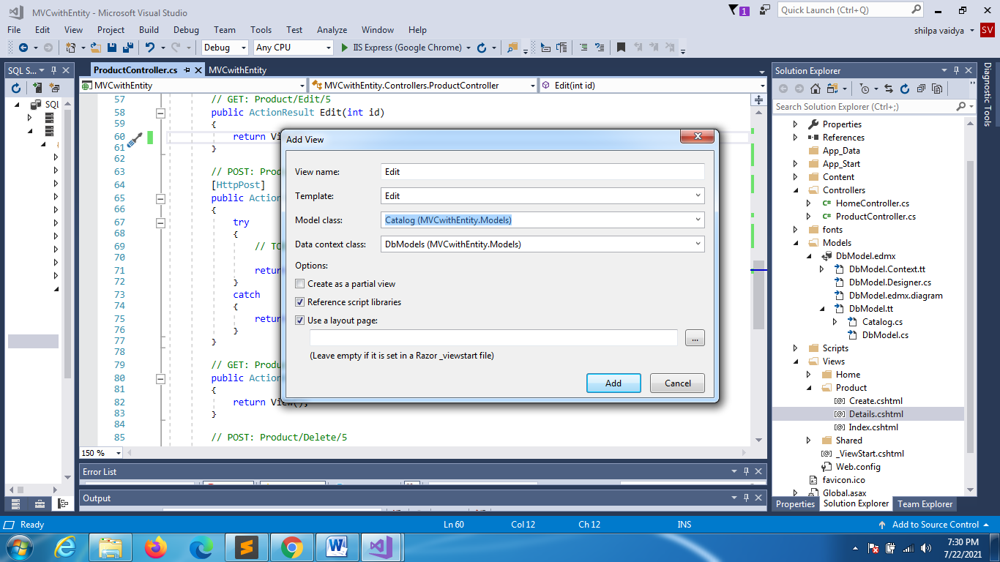 MVCwithEntity - Microsoft Visual Studio
1
Quick Launch (Ctrl+Q)
File Edit View Project Build Debug Team Tools Test Analyze Window Help
shilpa vaidya
SV
Debug
Any CPU
IIS Express (Google Chrome)
SQL S...
ProductController.cs
MVCwithEntity
MVCwithEntity
MVCwithEntity.Controllers.ProductController
Edit(int id)
SQL
57 // GET: Product/Edit/5
58 public ActionResult Edit(int id)
59 {
60 return
61 }
62
63 // POST:
64 [HttpPost]
65 public
66 {
67 try
68 {
69 //
70
71
72 }
73 catch
74 {
75
76 }
77 }
78
79 // GET:
80 public
81 {
82 return View();
83 }
84
85 // POST: Product/Delete/5
150 %
Add View
View name:
Edit
Template:
Edit
Model class:
Catalog (MVCwithEntity.Models)
Data context class:
DbModels (MVCwithEntity.Models)
Options:
Create as a partial view
Reference script libraries
Use a layout page:
...
(Leave empty if it is set in a Razor _viewstart file)
Add
Cancel
Solution Explorer
Search Solution Explorer (Ctrl+;)
Properties
References
App_Data
App_Start
Content
Controllers
C# HomeController.cs
C# ProductController.cs
fonts
Models
DbModel.edmx
DbModel.Context.tt
DbModel.Designer.cs
DbModel.edmx.diagram
DbModel.tt
Catalog.cs
DbModel.cs
Scripts
Views
Home
Product
[@] Create.cshtml
[@] Details.cshtml
[@] Index.cshtml
Shared
[@] _ViewStart.cshtml
Web.config
favicon.ico
Global.asax
Properties
Solution Explorer
Team Explorer
Diagnostic Tools
Error List
Output
Ready
Ln 60
Col 12
Ch 12
INS
Add to Source Control
7:30 PM
7/22/2021